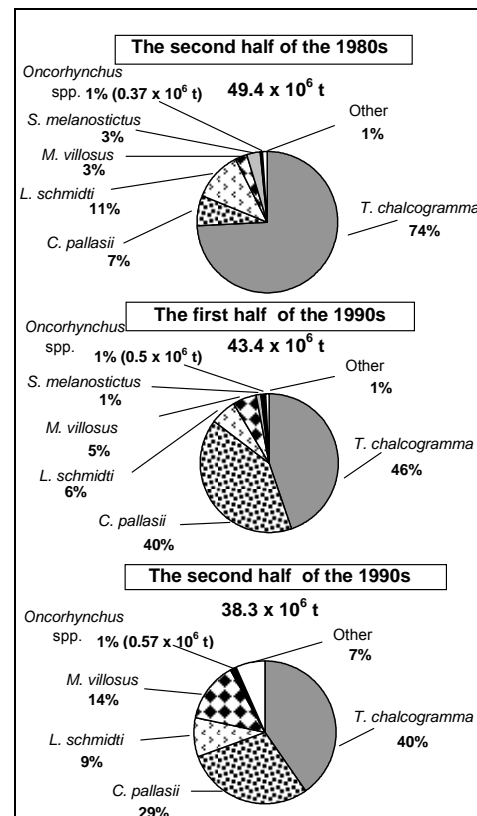 The second half of the 1980s
Oncorhynchus
spp. 1% (0.37 x 10⁶ t)
49.4 x 10⁶ t
Other
1%
S. melanostictus
3%
M. villosus
3%
L. schmidti
11%
T. chalcogramma
74%
C. pallasii
7%
The first half of the 1990s
Oncorhynchus
spp.
1% (0.5 x 10⁶ t)
43.4 x 10⁶ t
Other
1%
S. melanostictus
1%
M. villosus
5%
T. chalcogramma
46%
L. schmidti
6%
C. pallasii
40%
The second half of the 1990s
38.3 x 10⁶ t
Oncorhynchus
spp. 1% (0.57 x 10⁶ t)
Other
7%
M. villosus
14%
T. chalcogramma
40%
L. schmidti
9%
C. pallasii
29%